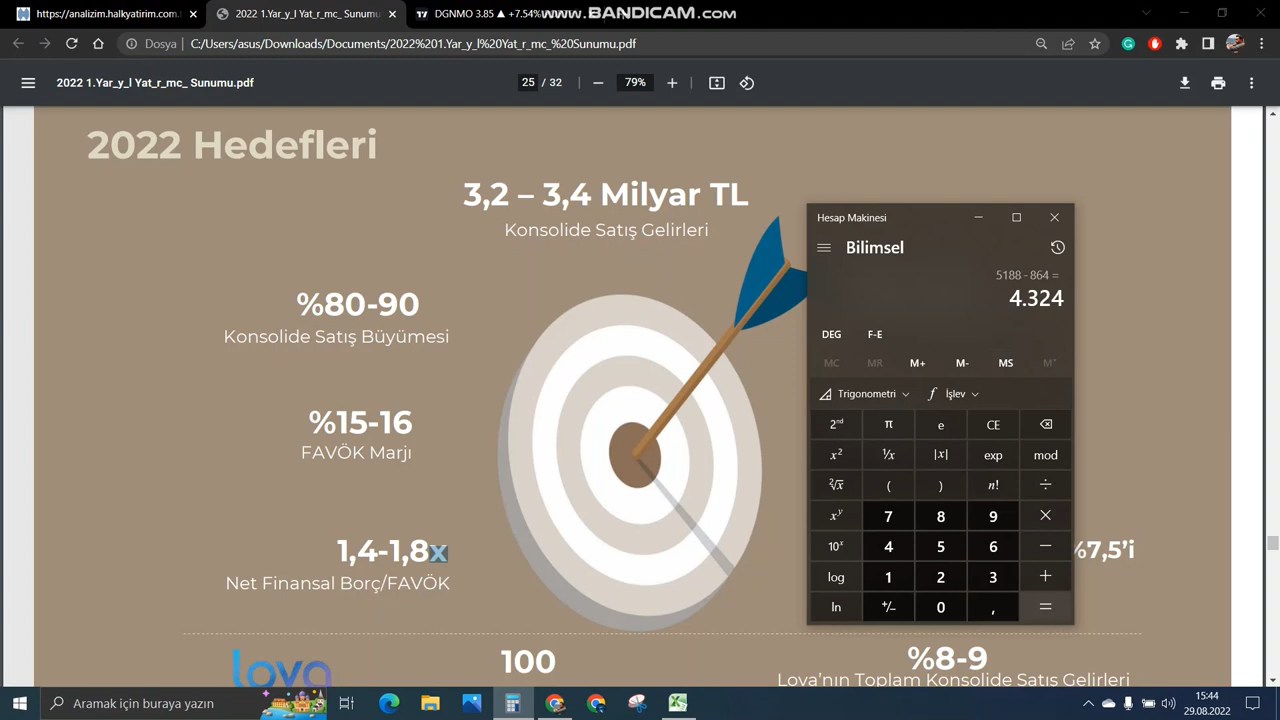 https://analizim.halkyatirim.com.
2022 1.Yar_y_l Yat_r_mc_ Sunumu
DGNMO 3.85 ▲ +7.54%
WWW.BANDICAM.COM
Dosya
C:/Users/asus/Downloads/Documents/2022%201.Yar_y_l%20Yat_r_mc_%20Sunumu.pdf
2022 1.Yar_y_l Yat_r_mc_ Sunumu.pdf
25 / 32
79%
2022 Hedefleri
3,2 – 3,4 Milyar TL
Konsolide Satış Gelirleri
%80-90
Konsolide Satış Büyümesi
%15-16
FAVÖK Marjı
1,4-1,8x
Net Finansal Borç/FAVÖK
%7,5’i
lova
100
%8-9
Lova’nın Toplam Konsolide Satış Gelirleri
Hesap Makinesi
Bilimsel
5188 - 864 =
4.324
DEG F-E
MC MR M+ M- MS M˅
Trigonometri f İşlev
2ⁿᵈ π e CE
x² ¹/x |x| exp mod
²√x ( ) n! ÷
xʸ 7 8 9 ×
10ˣ 4 5 6 −
log 1 2 3 +
ln +/− 0 , =
Aramak için buraya yazın
15:44
29.08.2022